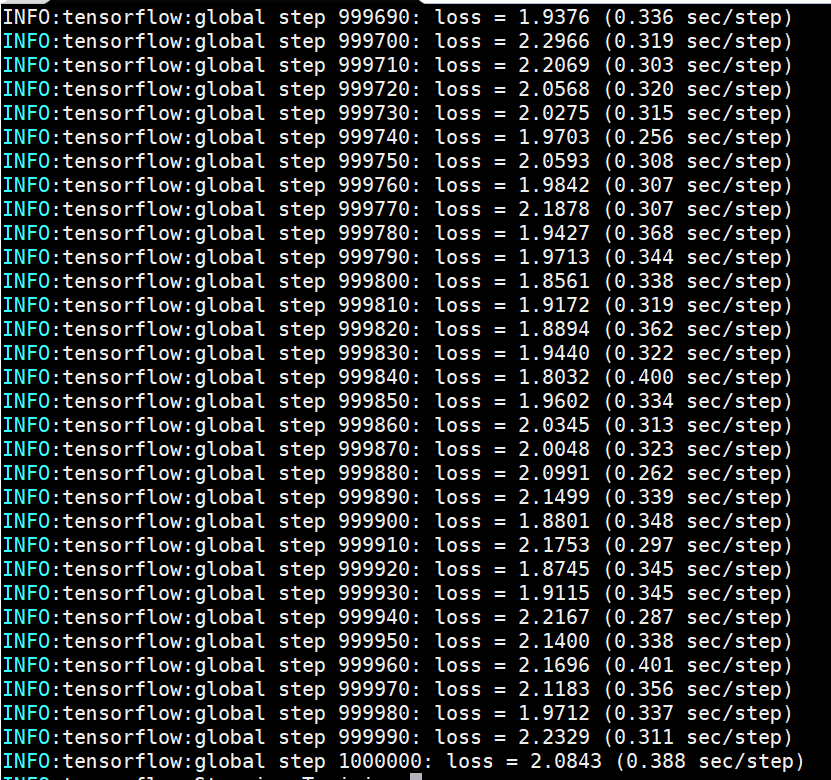 INFO:tensorflow:global step 999690: loss = 1.9376 (0.336 sec/step)
INFO:tensorflow:global step 999700: loss = 2.2966 (0.319 sec/step)
INFO:tensorflow:global step 999710: loss = 2.2069 (0.303 sec/step)
INFO:tensorflow:global step 999720: loss = 2.0568 (0.320 sec/step)
INFO:tensorflow:global step 999730: loss = 2.0275 (0.315 sec/step)
INFO:tensorflow:global step 999740: loss = 1.9703 (0.256 sec/step)
INFO:tensorflow:global step 999750: loss = 2.0593 (0.308 sec/step)
INFO:tensorflow:global step 999760: loss = 1.9842 (0.307 sec/step)
INFO:tensorflow:global step 999770: loss = 2.1878 (0.307 sec/step)
INFO:tensorflow:global step 999780: loss = 1.9427 (0.368 sec/step)
INFO:tensorflow:global step 999790: loss = 1.9713 (0.344 sec/step)
INFO:tensorflow:global step 999800: loss = 1.8561 (0.338 sec/step)
INFO:tensorflow:global step 999810: loss = 1.9172 (0.319 sec/step)
INFO:tensorflow:global step 999820: loss = 1.8894 (0.362 sec/step)
INFO:tensorflow:global step 999830: loss = 1.9440 (0.322 sec/step)
INFO:tensorflow:global step 999840: loss = 1.8032 (0.400 sec/step)
INFO:tensorflow:global step 999850: loss = 1.9602 (0.334 sec/step)
INFO:tensorflow:global step 999860: loss = 2.0345 (0.313 sec/step)
INFO:tensorflow:global step 999870: loss = 2.0048 (0.323 sec/step)
INFO:tensorflow:global step 999880: loss = 2.0991 (0.262 sec/step)
INFO:tensorflow:global step 999890: loss = 2.1499 (0.339 sec/step)
INFO:tensorflow:global step 999900: loss = 1.8801 (0.348 sec/step)
INFO:tensorflow:global step 999910: loss = 2.1753 (0.297 sec/step)
INFO:tensorflow:global step 999920: loss = 1.8745 (0.345 sec/step)
INFO:tensorflow:global step 999930: loss = 1.9115 (0.345 sec/step)
INFO:tensorflow:global step 999940: loss = 2.2167 (0.287 sec/step)
INFO:tensorflow:global step 999950: loss = 2.1400 (0.338 sec/step)
INFO:tensorflow:global step 999960: loss = 2.1696 (0.401 sec/step)
INFO:tensorflow:global step 999970: loss = 2.1183 (0.356 sec/step)
INFO:tensorflow:global step 999980: loss = 1.9712 (0.337 sec/step)
INFO:tensorflow:global step 999990: loss = 2.2329 (0.311 sec/step)
INFO:tensorflow:global step 1000000: loss = 2.0843 (0.388 sec/step)